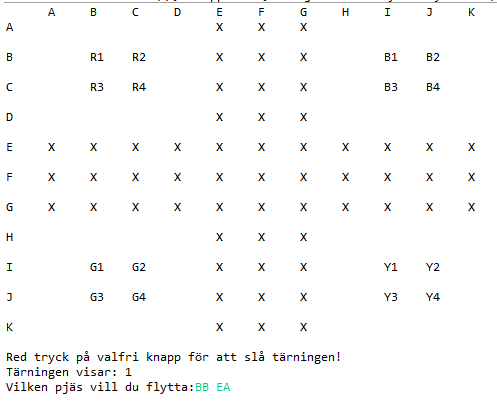 A B C D E F G H I J K
A X X X
B R1 R2 X X X B1 B2
C R3 R4 X X X B3 B4
D X X X
E X X X X X X X X X X X
F X X X X X X X X X X X
G X X X X X X X X X X X
H X X X
I G1 G2 X X X Y1 Y2
J G3 G4 X X X Y3 Y4
K X X X
Red tryck på valfri knapp för att slå tärningen!
Tärningen visar: 1
Vilken pjäs vill du flytta:BB EA